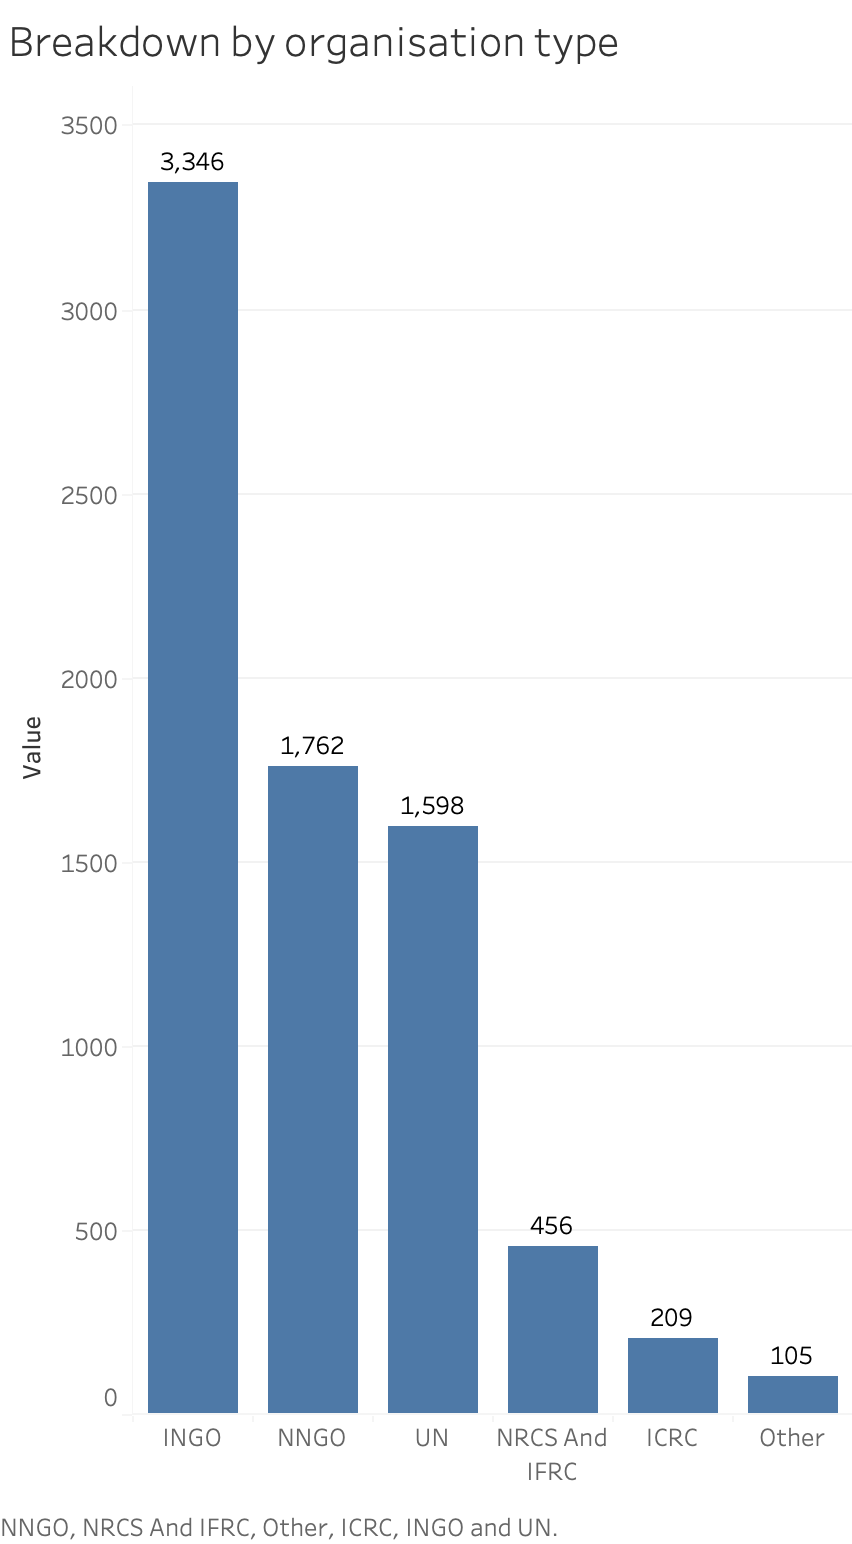 Breakdown by organisation type
3500
3,346
3000
2500
2000
Value
1,762
1,598
1500
1000
500
456
209
105
0
INGO NNGO UN NRCS And ICRC Other
IFRC
NNGO, NRCS And IFRC, Other, ICRC, INGO and UN.